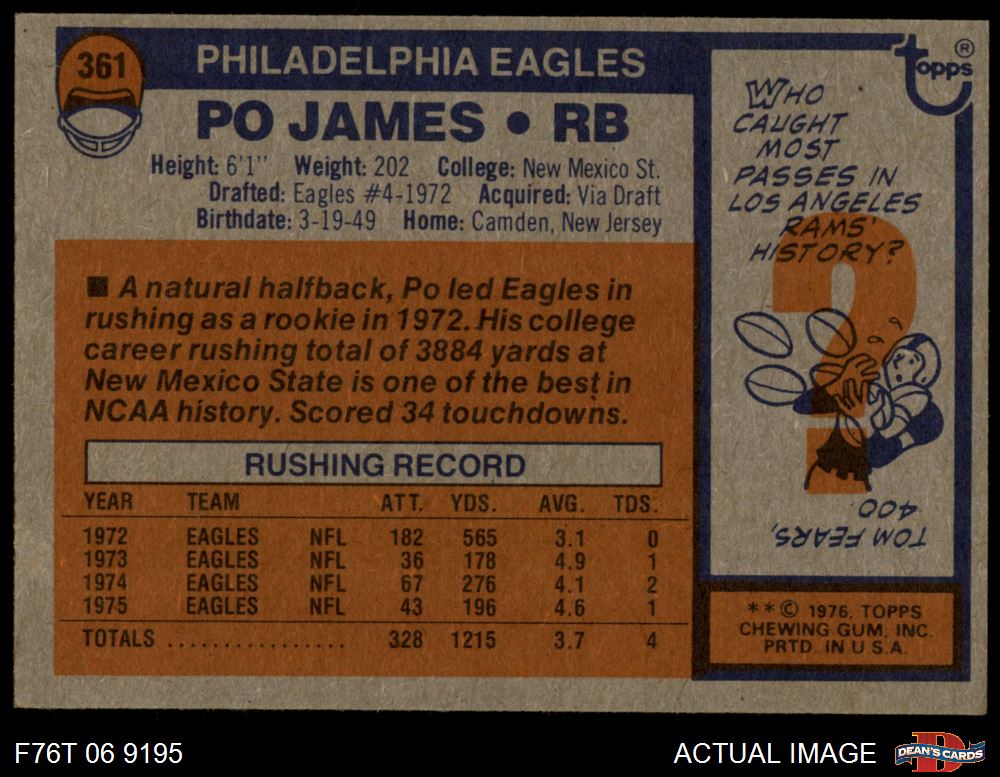 361
PHILADELPHIA EAGLES
PO JAMES • RB
Height: 6'1" Weight: 202 College: New Mexico St.
Drafted: Eagles #4-1972 Acquired: Via Draft
Birthdate: 3-19-49 Home: Camden, New Jersey
■ A natural halfback, Po led Eagles in
rushing as a rookie in 1972. His college
career rushing total of 3884 yards at
New Mexico State is one of the best in
NCAA history. Scored 34 touchdowns.
RUSHING RECORD
YEAR TEAM ATT. YDS. AVG. TDS.
1972 EAGLES NFL 182 565 3.1 0
1973 EAGLES NFL 36 178 4.9 1
1974 EAGLES NFL 67 276 4.1 2
1975 EAGLES NFL 43 196 4.6 1
TOTALS .................. 328 1215 3.7 4
topps ®
WHO
CAUGHT
MOST
PASSES IN
LOS ANGELES
RAMS'
HISTORY?
?
TOM FEARS,
400
**© 1976, TOPPS
CHEWING GUM, INC.
PRTD. IN U.S.A.
F76T 06 9195
ACTUAL IMAGE
D
DEAN'S CARDS